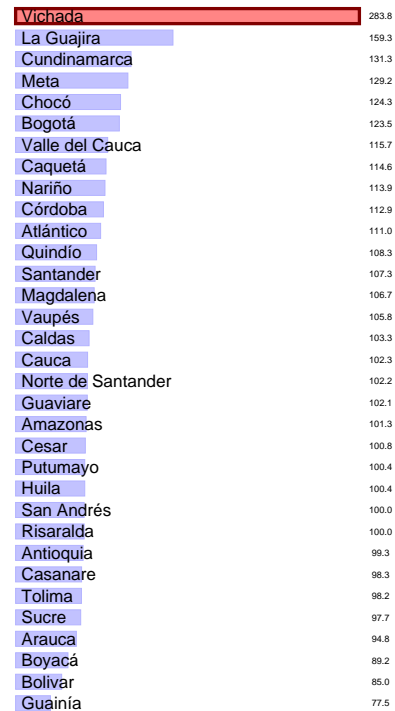 Vichada 283.8
La Guajira 159.3
Cundinamarca 131.3
Meta 129.2
Chocó 124.3
Bogotá 123.5
Valle del Cauca 115.7
Caquetá 114.6
Nariño 113.9
Córdoba 112.9
Atlántico 111.0
Quindío 108.3
Santander 107.3
Magdalena 106.7
Vaupés 105.8
Caldas 103.3
Cauca 102.3
Norte de Santander 102.2
Guaviare 102.1
Amazonas 101.3
Cesar 100.8
Putumayo 100.4
Huila 100.4
San Andrés 100.0
Risaralda 100.0
Antioquia 99.3
Casanare 98.3
Tolima 98.2
Sucre 97.7
Arauca 94.8
Boyacá 89.2
Bolivar 85.0
Guainía 77.5